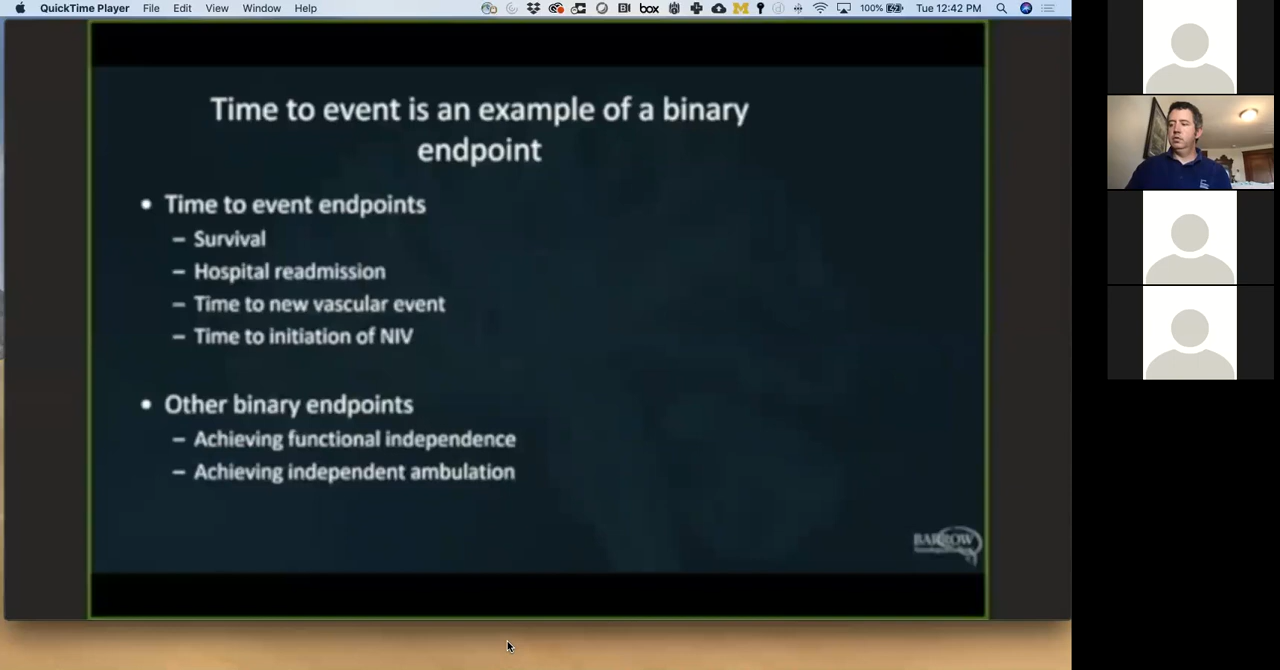 QuickTime Player File Edit View Window Help box 100% Tue 12:42 PM
Time to event is an example of a binary
endpoint
• Time to event endpoints
– Survival
– Hospital readmission
– Time to new vascular event
– Time to initiation of NIV
• Other binary endpoints
– Achieving functional independence
– Achieving independent ambulation
BARROW